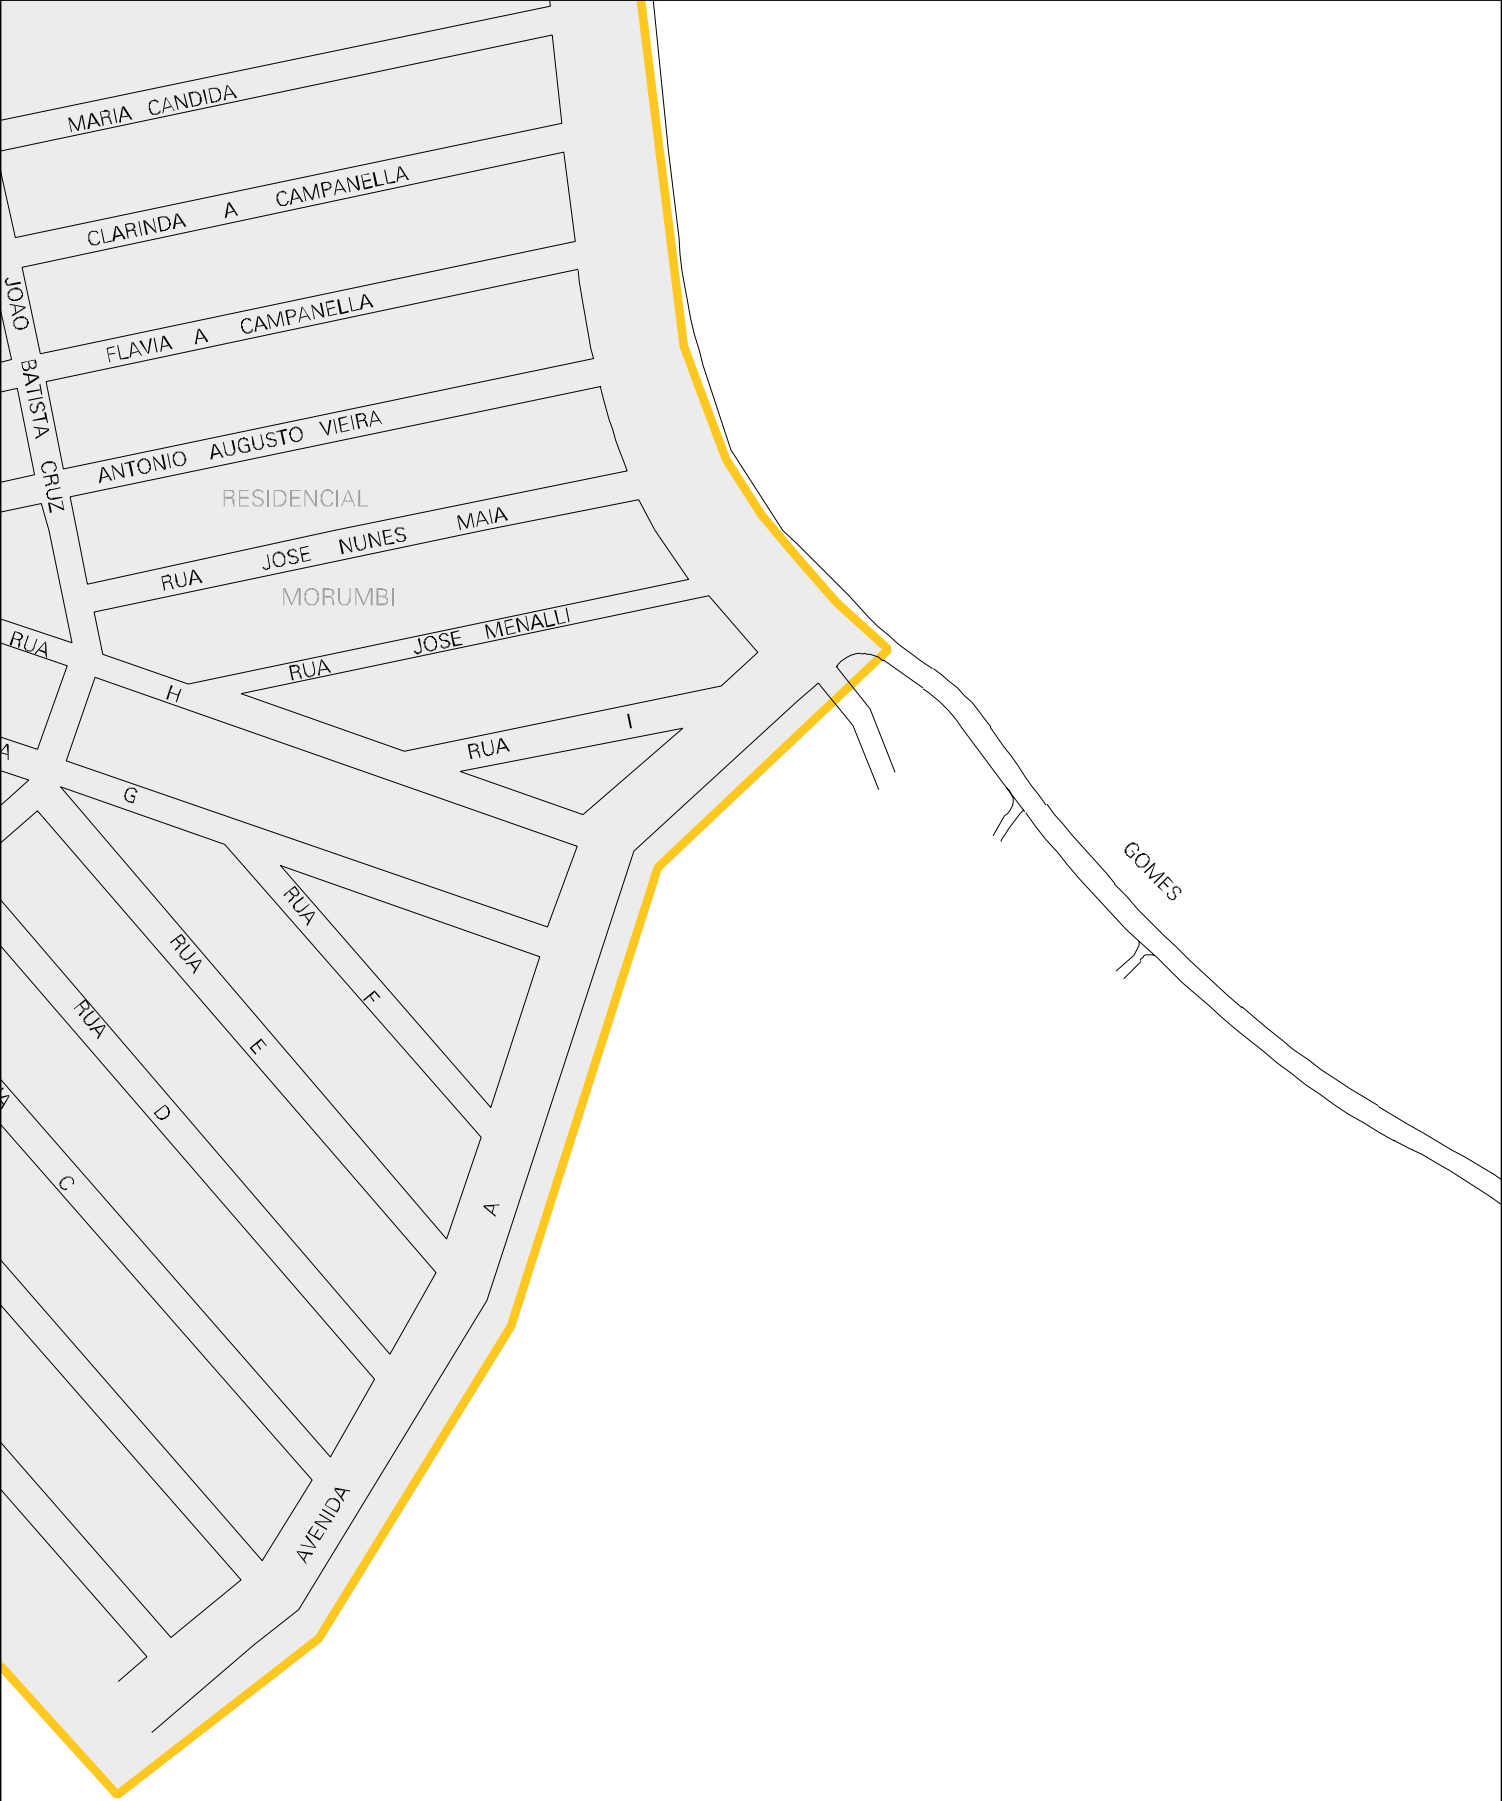 MARIA CANDIDA
CLARINDA A CAMPANELLA
JOAO BATISTA CRUZ
FLAVIA A CAMPANELLA
ANTONIO AUGUSTO VIEIRA
RESIDENCIAL
RUA JOSE NUNES MAIA
MORUMBI
RUA JOSE MENALLI
RUA H
RUA I
A
G
GOMES
RUA F
RUA E
RUA D
C
AVENIDA A